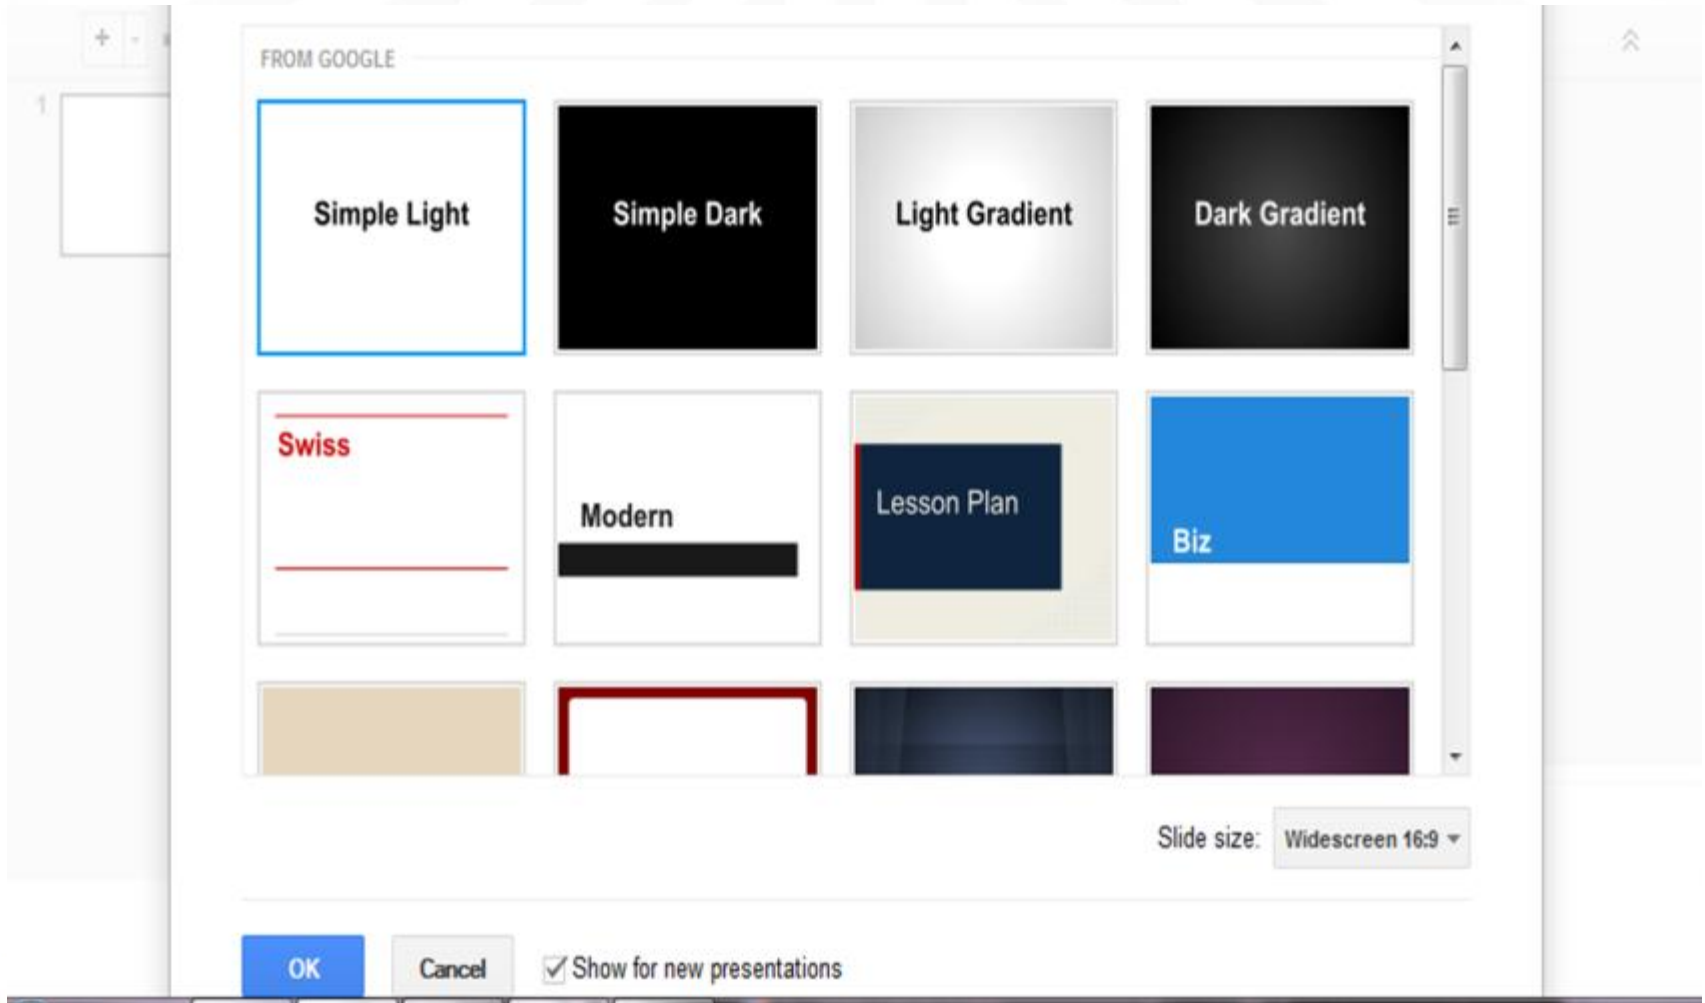 + -
1
FROM GOOGLE
Simple Light
Simple Dark
Light Gradient
Dark Gradient
Swiss
Modern
Lesson Plan
Biz
Slide size: Widescreen 16:9
OK
Cancel
Show for new presentations